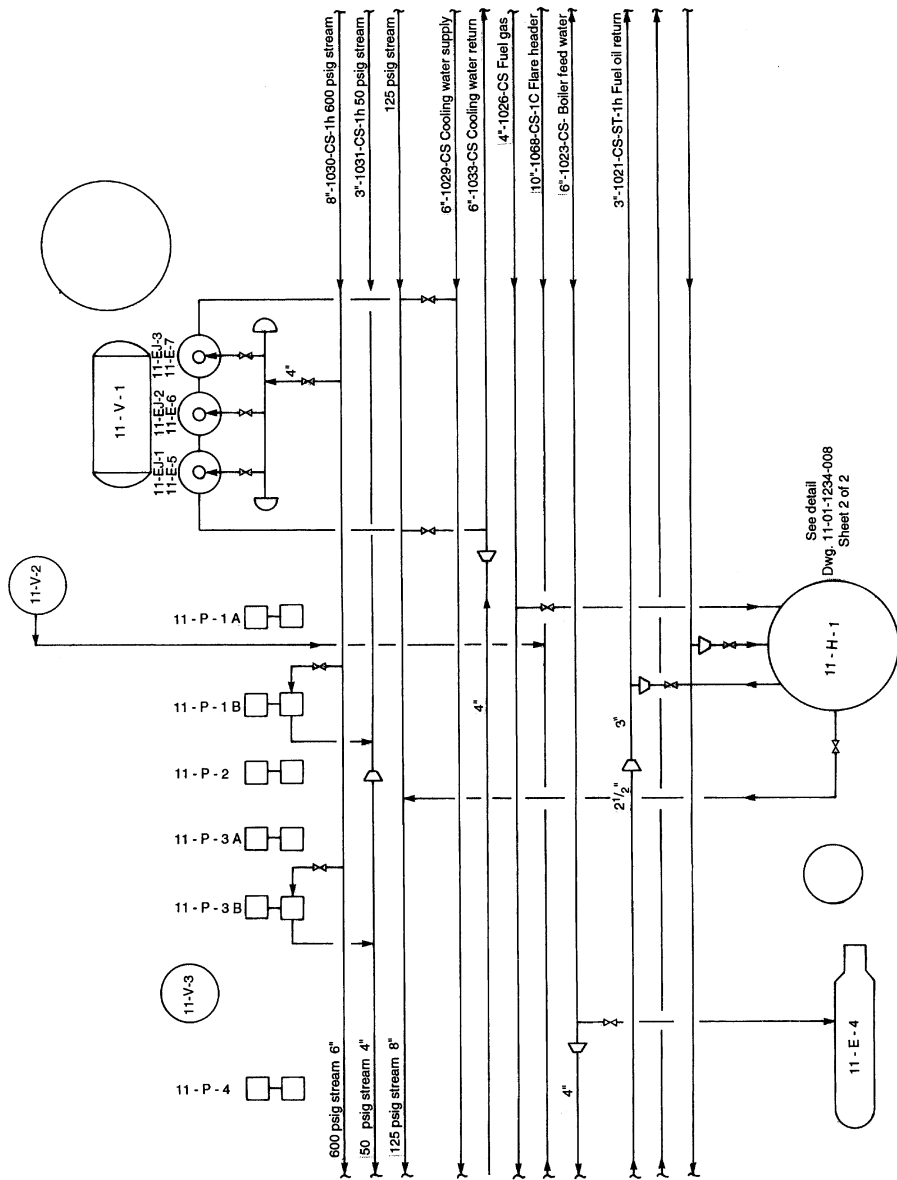 8"-1030-CS-1h 600 psig stream
3"-1031-CS-1h 50 psig stream
125 psig stream
6"-1029-CS Cooling water supply
6"-1033-CS Cooling water return
4"-1026-CS Fuel gas
10"-1068-CS-1C Flare header
6"-1023-CS- Boiler feed water
3"-1021-CS-ST-1h Fuel oil return
11 - V - 1
11-EJ-3
11-E-7
11-EJ-2
11-E-6
11-EJ-1
11-E-5
4"
11-V-2
See detail
Dwg. 11-01-1234-008
Sheet 2 of 2
11 - P - 1 A
11 - H - 1
11 - P - 1 B
4"
3"
11 - P - 2
2 1/2"
11 - P - 3 A
11 - P - 3 B
11-V-3
11 - E - 4
11 - P - 4
4"
600 psig stream 6"
50 psig stream 4"
125 psig stream 8"